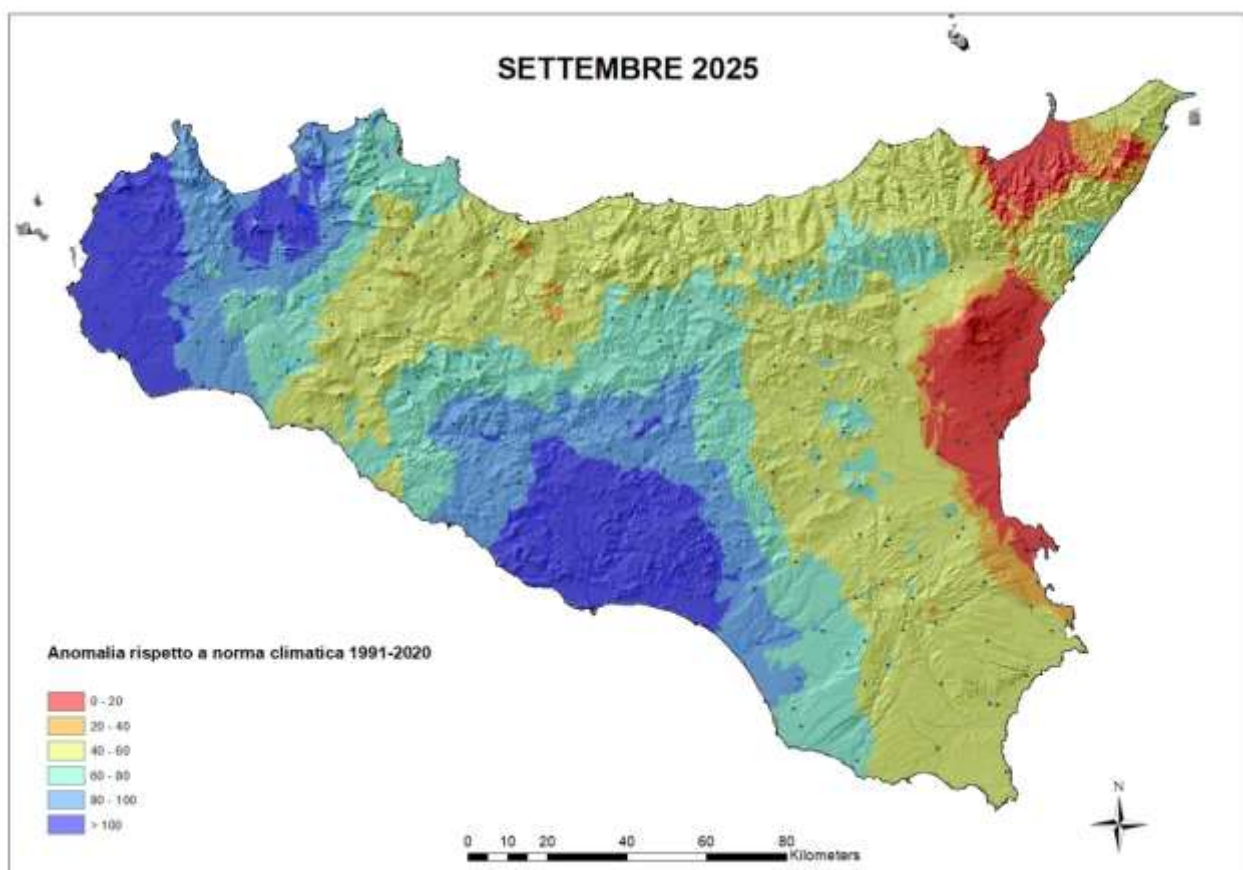 SETTEMBRE 2025
Anomalia rispetto a norma climatica 1991-2020
0 - 20
20 - 40
40 - 60
60 - 80
80 - 100
> 100
N
0 10 20 40 60 80
Kilometers